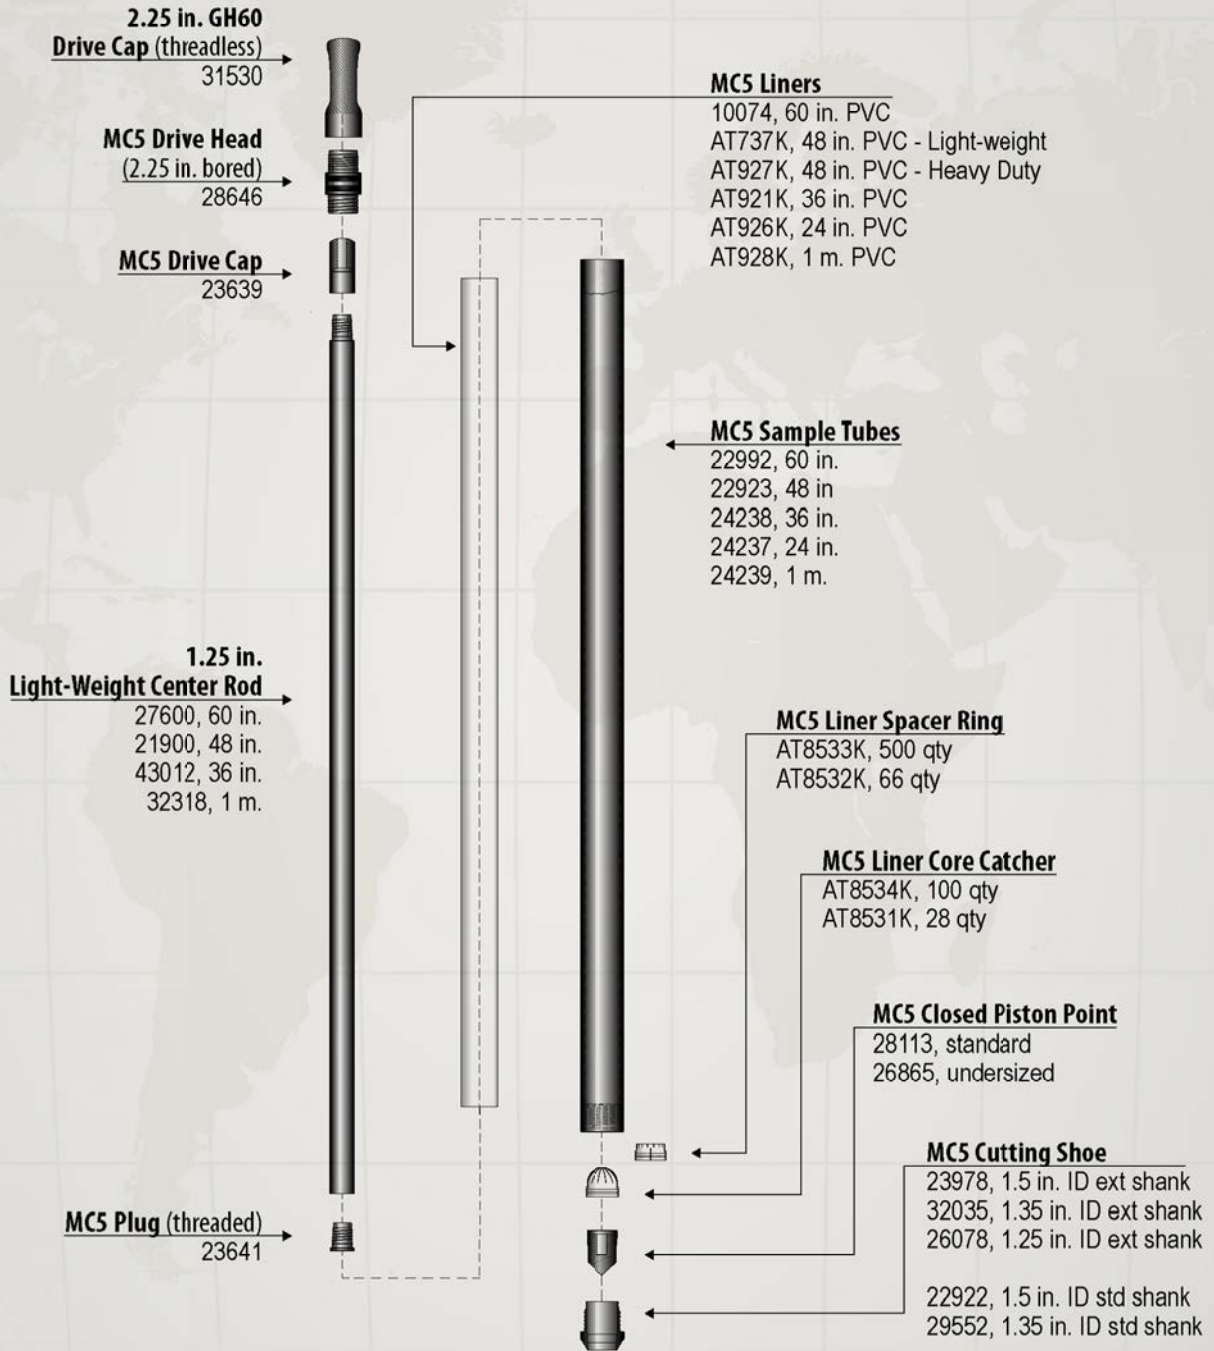 2.25 in. GH60
Drive Cap (threadless)
31530
MC5 Drive Head
(2.25 in. bored)
28646
MC5 Drive Cap
23639
1.25 in.
Light-Weight Center Rod
27600, 60 in.
21900, 48 in.
43012, 36 in.
32318, 1 m.
MC5 Plug (threaded)
23641
MC5 Liners
10074, 60 in. PVC
AT737K, 48 in. PVC - Light-weight
AT927K, 48 in. PVC - Heavy Duty
AT921K, 36 in. PVC
AT926K, 24 in. PVC
AT928K, 1 m. PVC
MC5 Sample Tubes
22992, 60 in.
22923, 48 in
24238, 36 in.
24237, 24 in.
24239, 1 m.
MC5 Liner Spacer Ring
AT8533K, 500 qty
AT8532K, 66 qty
MC5 Liner Core Catcher
AT8534K, 100 qty
AT8531K, 28 qty
MC5 Closed Piston Point
28113, standard
26865, undersized
MC5 Cutting Shoe
23978, 1.5 in. ID ext shank
32035, 1.35 in. ID ext shank
26078, 1.25 in. ID ext shank
22922, 1.5 in. ID std shank
29552, 1.35 in. ID std shank